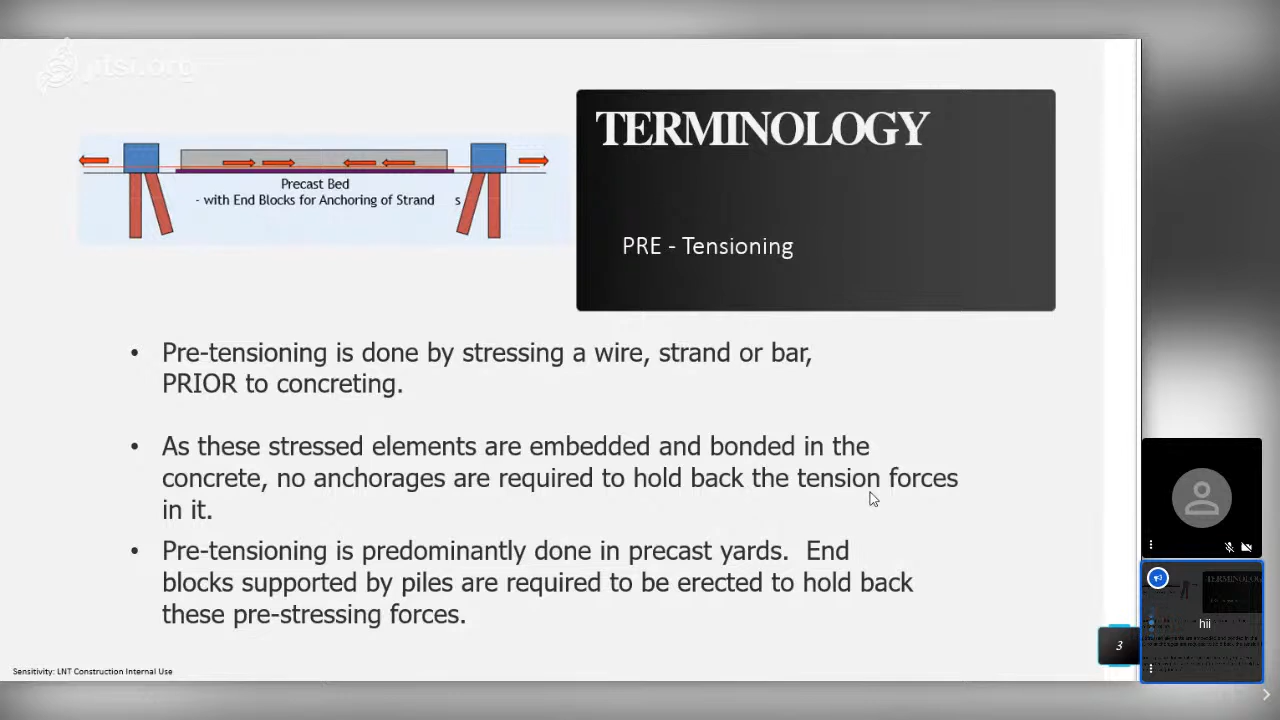 jitsi.org
TERMINOLOGY
Precast Bed
- with End Blocks for Anchoring of Strand s
PRE - Tensioning
• Pre-tensioning is done by stressing a wire, strand or bar,
PRIOR to concreting.
• As these stressed elements are embedded and bonded in the
concrete, no anchorages are required to hold back the tension forces
in it.
• Pre-tensioning is predominantly done in precast yards. End
blocks supported by piles are required to be erected to hold back
these pre-stressing forces.
3
Sensitivity: LNT Construction Internal Use
TERMINOLOGY
hii